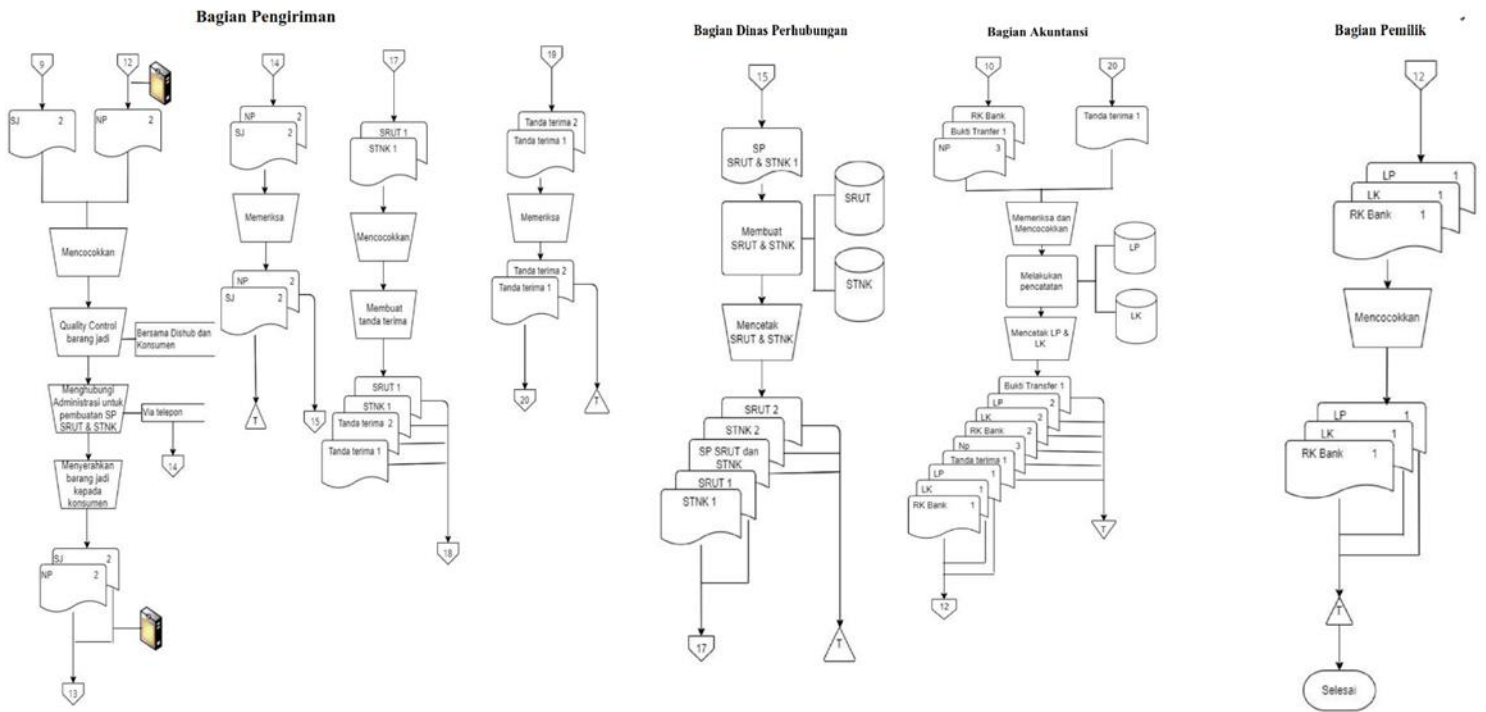 Bagian Pengiriman
9
12
SJ 2
NP 2
Mencocokkan
Quality Control
barang jadi
Bersama Dishub dan
Konsumen
Menghubungi
Administrasi untuk
pembuatan SP
SRUT & STNK
Via telepon
14
Menyerahkan
barang jadi
kepada
konsumen
SJ 2
NP 2
13
14
NP 2
SJ 2
Memeriksa
NP 2
SJ 2
T
15
17
SRUT 1
STNK 1
Mencocokkan
Membuat
tanda terima
SRUT 1
STNK 1
Tanda terima 2
Tanda terima 1
18
19
Tanda terima 2
Tanda terima 1
Memeriksa
Tanda terima 2
Tanda terima 1
20
T
Bagian Dinas Perhubungan
15
SP
SRUT & STNK 1
Membuat
SRUT & STNK
SRUT
STNK
Mencetak
SRUT & STNK
SRUT 2
STNK 2
SP SRUT dan
STNK
SRUT 1
STNK 1
17
T
Bagian Akuntansi
10
20
RK Bank
Bukti Tranfer 1
NP 3
Tanda terima 1
Memeriksa dan
Mencocokkan
Melakukan
pencatatan
LP
LK
Mencetak LP &
LK
Bukti Transfer 1
LP 2
LK 2
RK Bank 2
Np 3
Tanda terima 1
LP 1
LK 1
RK Bank 1
T
12
Bagian Pemilik
12
LP 1
LK 1
RK Bank 1
Mencocokkan
LP 1
LK 1
RK Bank 1
T
Selesai